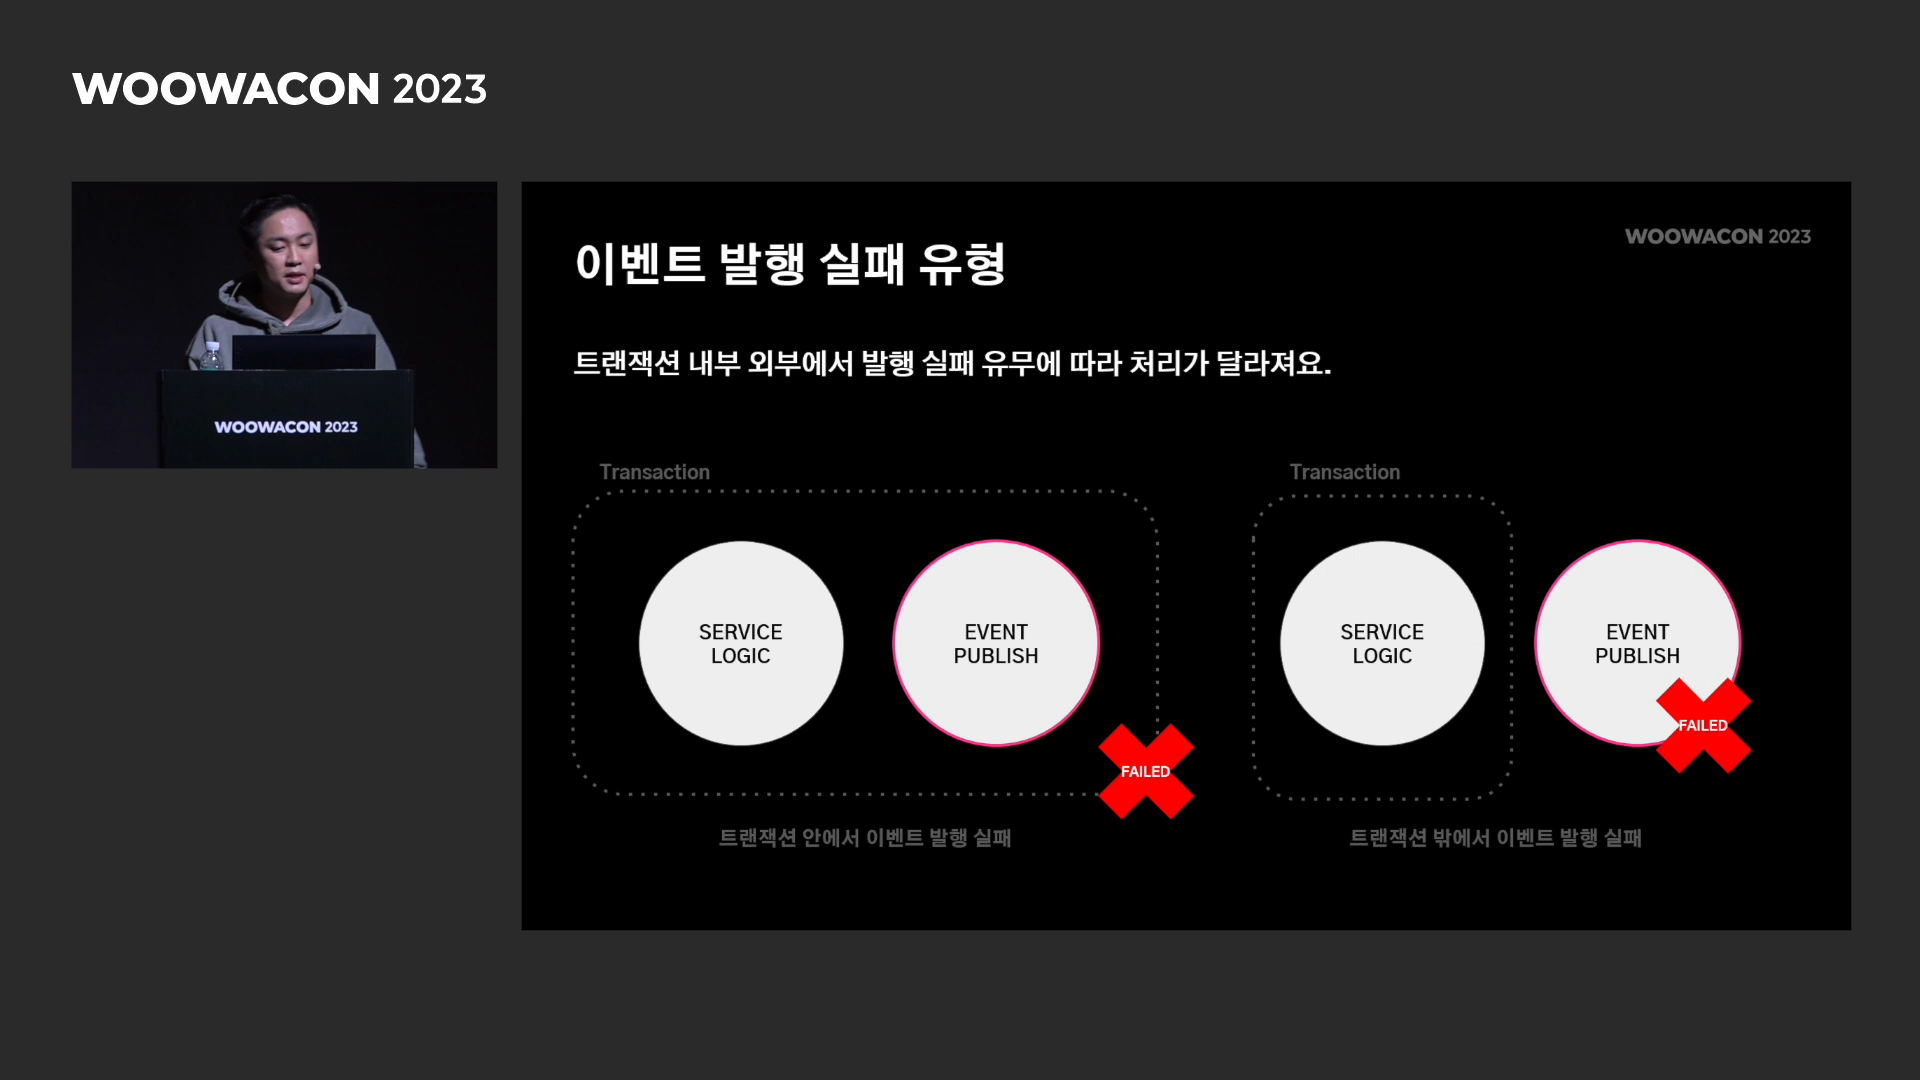 WOOWACON 2023
WOOWACON 2023
이벤트 발행 실패 유형
WOOWACON 2023
트랜잭션 내부 외부에서 발행 실패 유무에 따라 처리가 달라져요.
Transaction
SERVICE
LOGIC
EVENT
PUBLISH
FAILED
트랜잭션 안에서 이벤트 발행 실패
Transaction
SERVICE
LOGIC
EVENT
PUBLISH
FAILED
트랜잭션 밖에서 이벤트 발행 실패